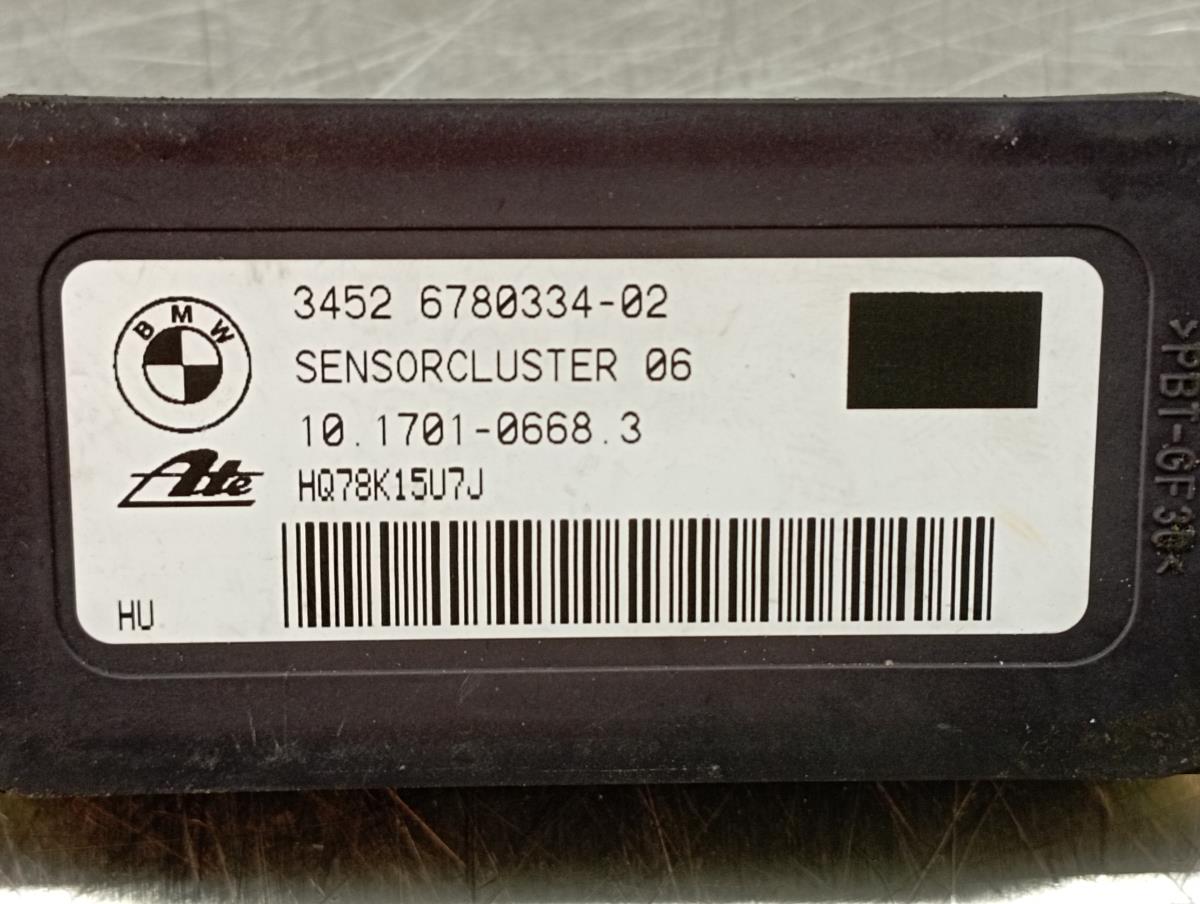 BMW
3452 6780334-02
SENSORCLUSTER 06
10.1701-0668.3
Ate
HQ78K15U7J
HU
>PBT-GF30<